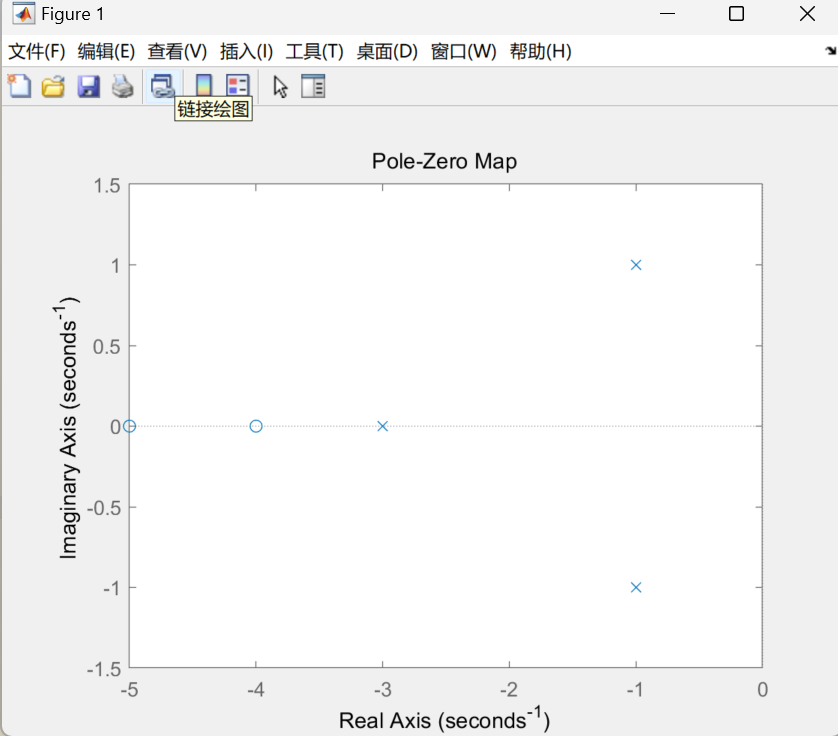 Figure 1
文件(F) 编辑(E) 查看(V) 插入(I) 工具(T) 桌面(D) 窗口(W) 帮助(H)
链接绘图
Pole-Zero Map
1.5
1
0.5
0
-0.5
-1
-1.5
Imaginary Axis (seconds⁻¹)
-5 -4 -3 -2 -1 0
Real Axis (seconds⁻¹)